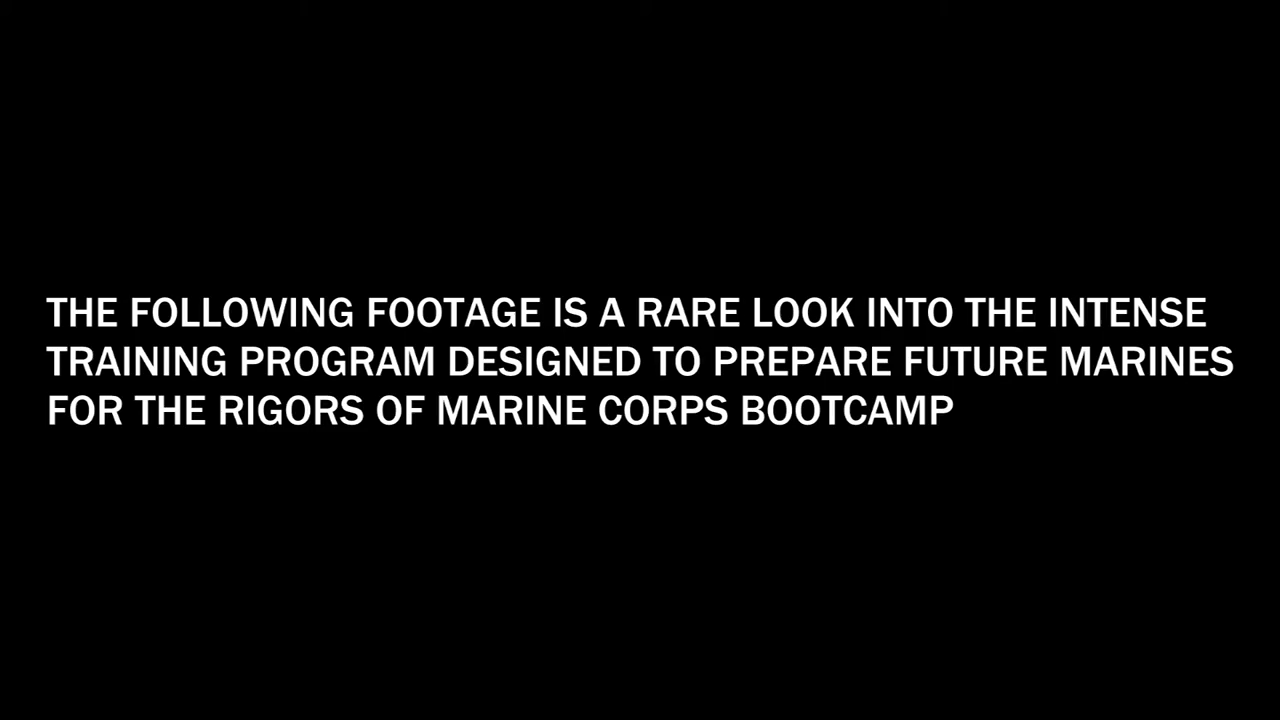 THE FOLLOWING FOOTAGE IS A RARE LOOK INTO THE INTENSE
TRAINING PROGRAM DESIGNED TO PREPARE FUTURE MARINES
FOR THE RIGORS OF MARINE CORPS BOOTCAMP